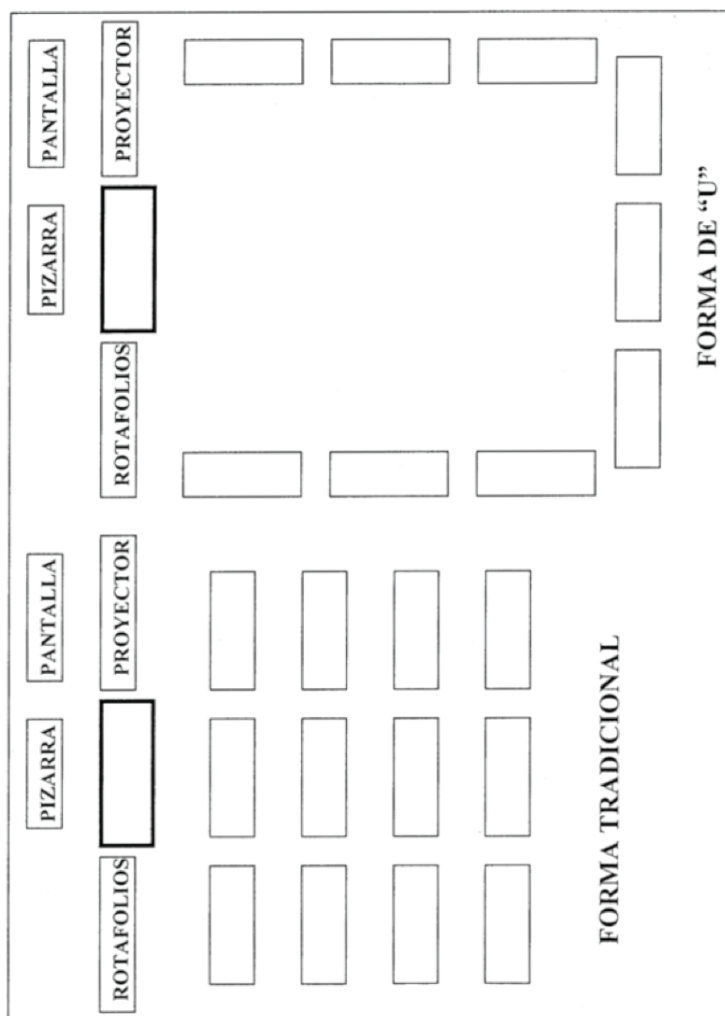 PIZARRA
PANTALLA
ROTAFOLIOS
PROYECTOR
FORMA TRADICIONAL
PIZARRA
PANTALLA
ROTAFOLIOS
PROYECTOR
FORMA DE “U”